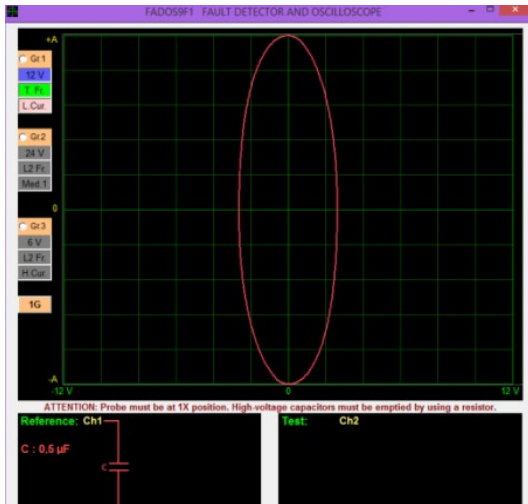 FADOS9F1 FAULT DETECTOR AND OSCILLOSCOPE
+A
Gr.1
12 V
T. Fr.
L.Cur.
Gr.2
24 V
L2 Fr.
Med.1
0
Gr.3
6 V
L2 Fr.
H.Cur.
1G
-A
-12 V 0 12 V
ATTENTION: Probe must be at 1X position. High-voltage capacitors must be emptied by using a resistor.
Reference: Ch1
Test: Ch2
C : 0,5 µF
C